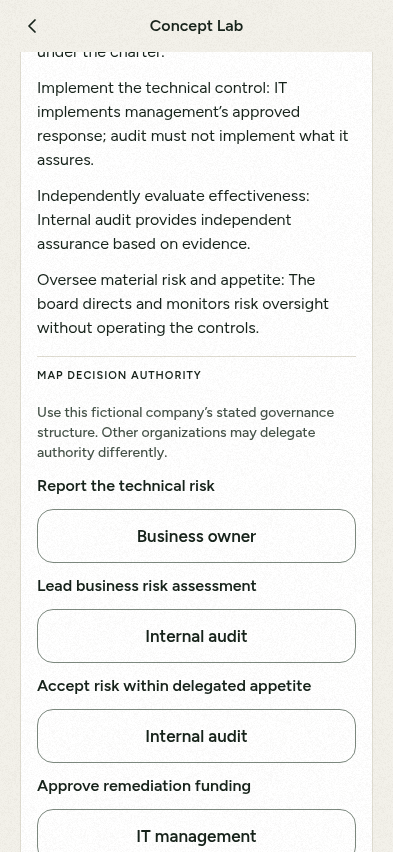 Concept Lab
under the charter.
Implement the technical control: IT
implements management's approved
response; audit must not implement what it
assures.
Independently evaluate effectiveness:
Internal audit provides independent
assurance based on evidence.
Oversee material risk and appetite: The
board directs and monitors risk oversight
without operating the controls.
MAP DECISION AUTHORITY
Use this fictional company's stated governance
structure. Other organizations may delegate
authority differently.
Report the technical risk
Business owner
Lead business risk assessment
Internal audit
Accept risk within delegated appetite
Internal audit
Approve remediation funding
IT management